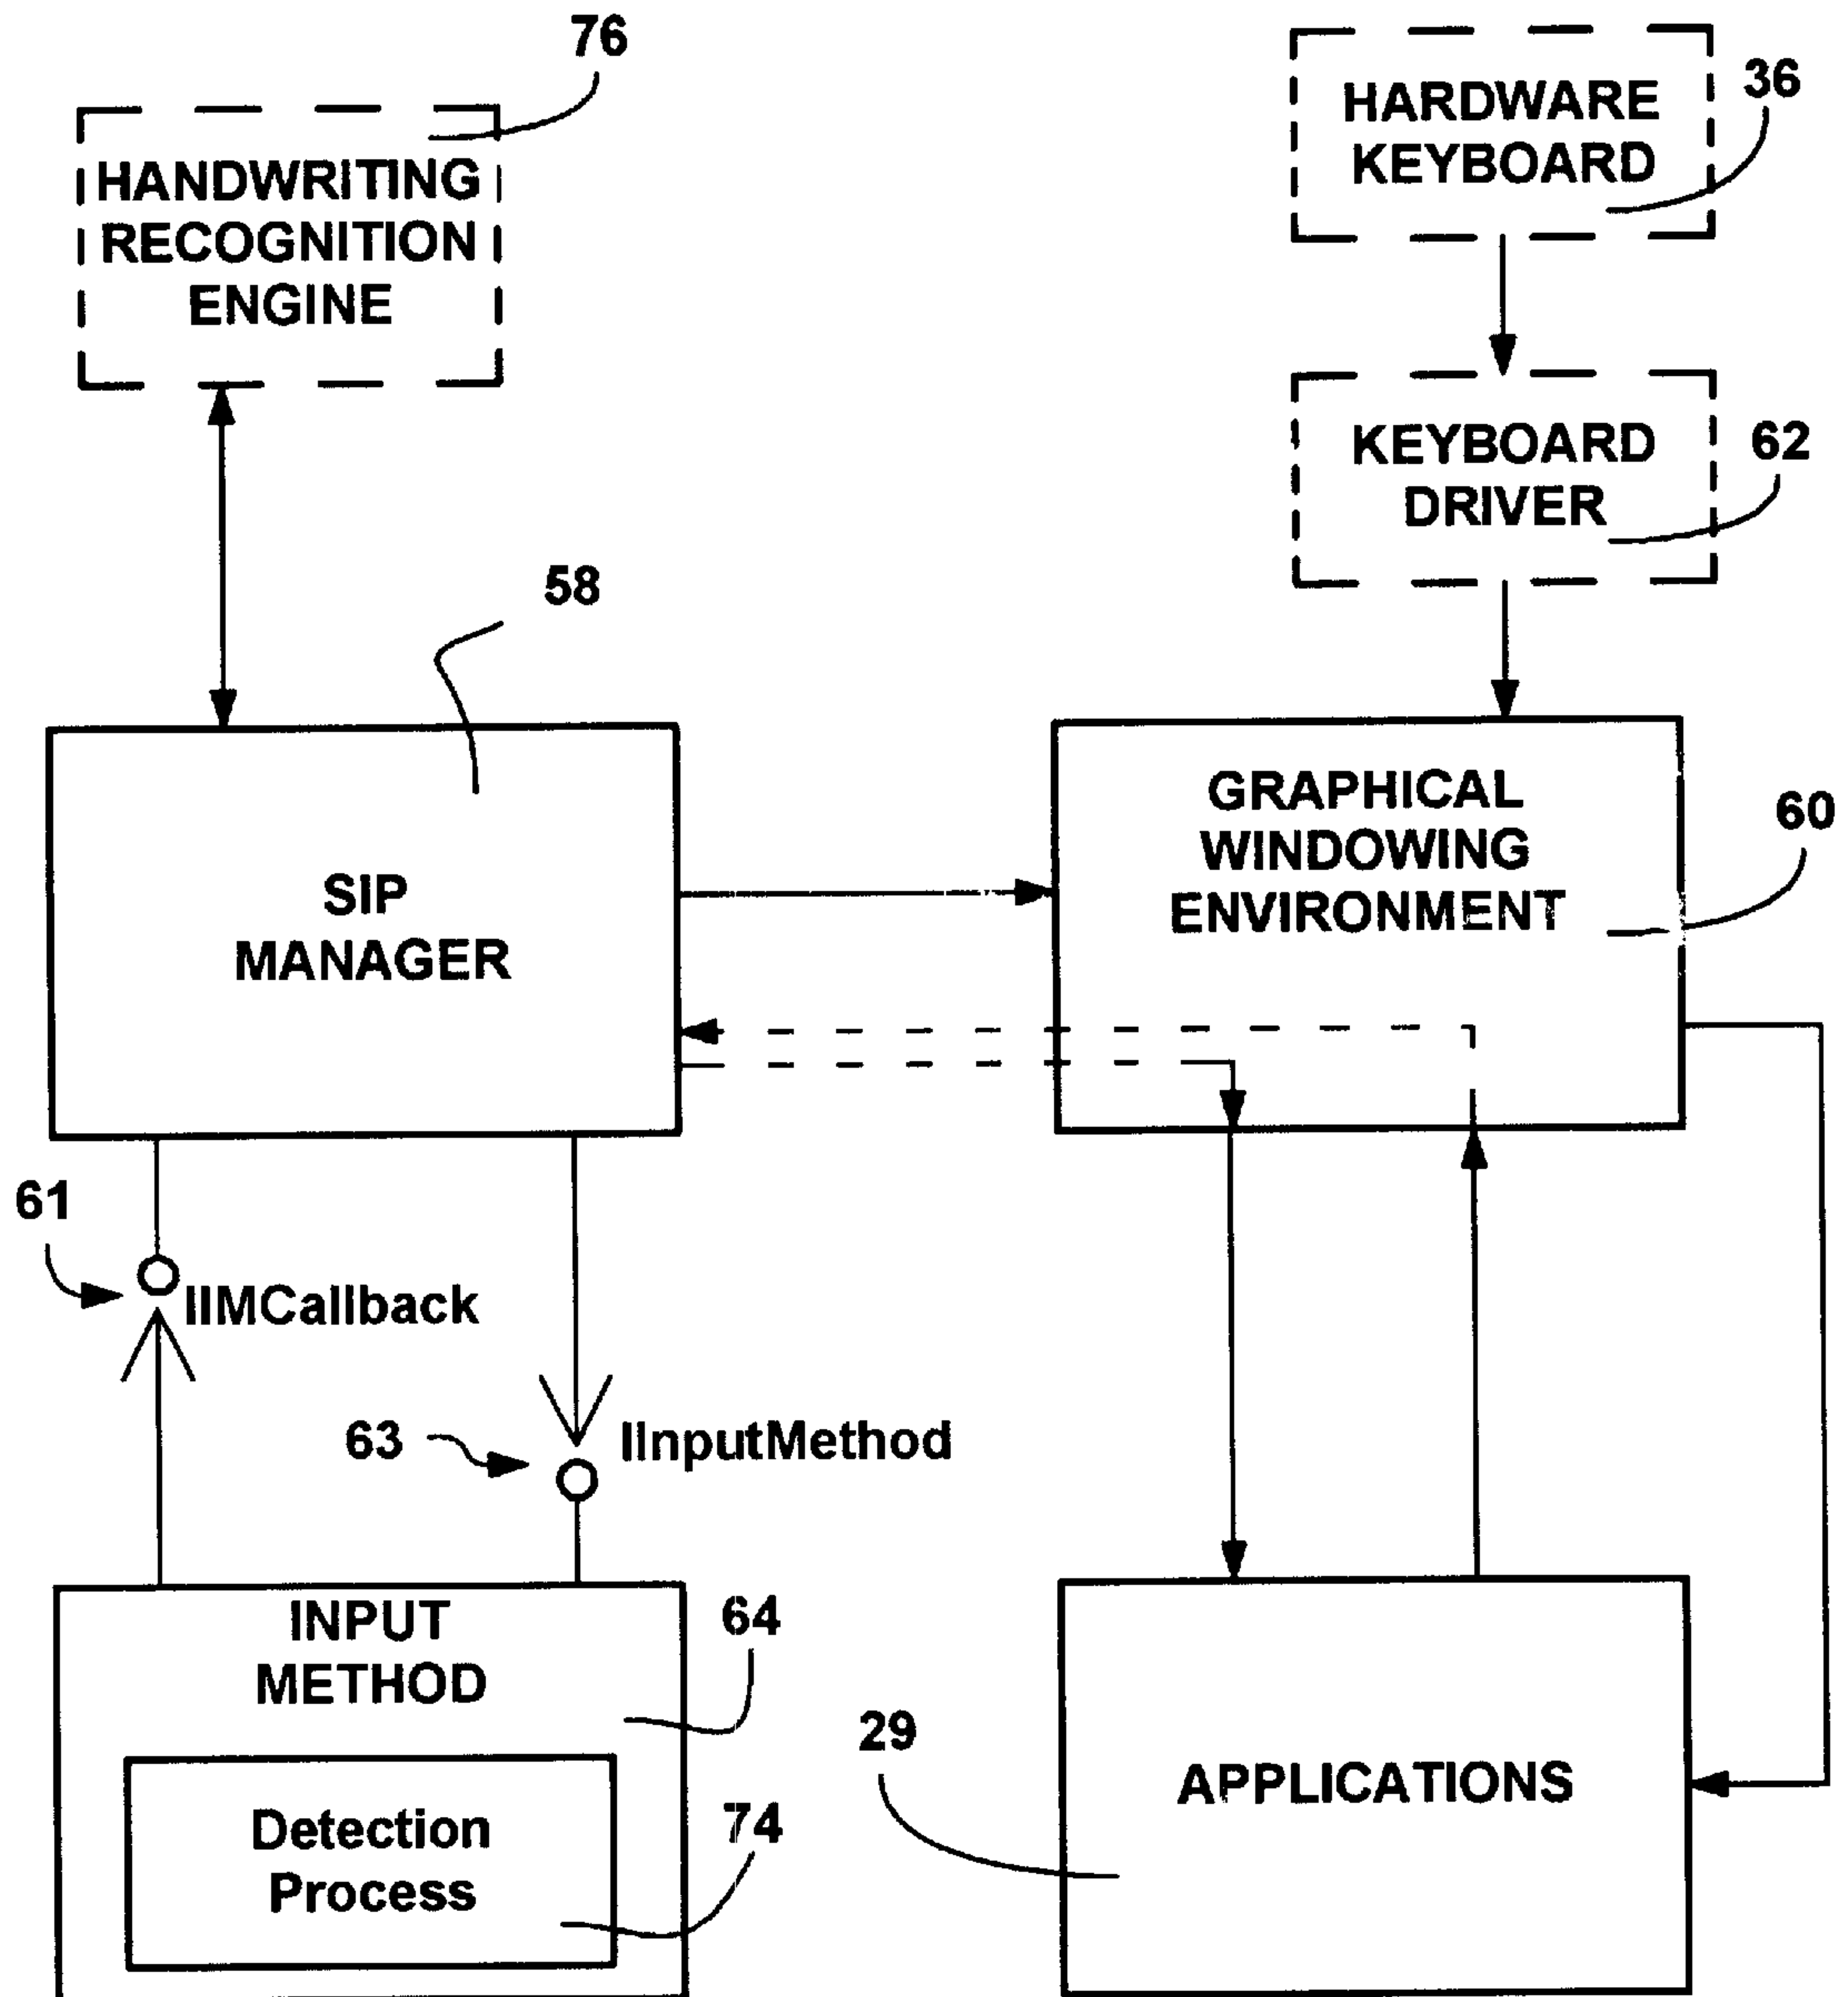 76
HANDWRITING
RECOGNITION
ENGINE
HARDWARE
KEYBOARD
36
KEYBOARD
DRIVER
62
58
SIP
MANAGER
GRAPHICAL
WINDOWING
ENVIRONMENT
60
61
IIMCallback
63
IInputMethod
INPUT
METHOD
64
Detection
Process
74
29
APPLICATIONS